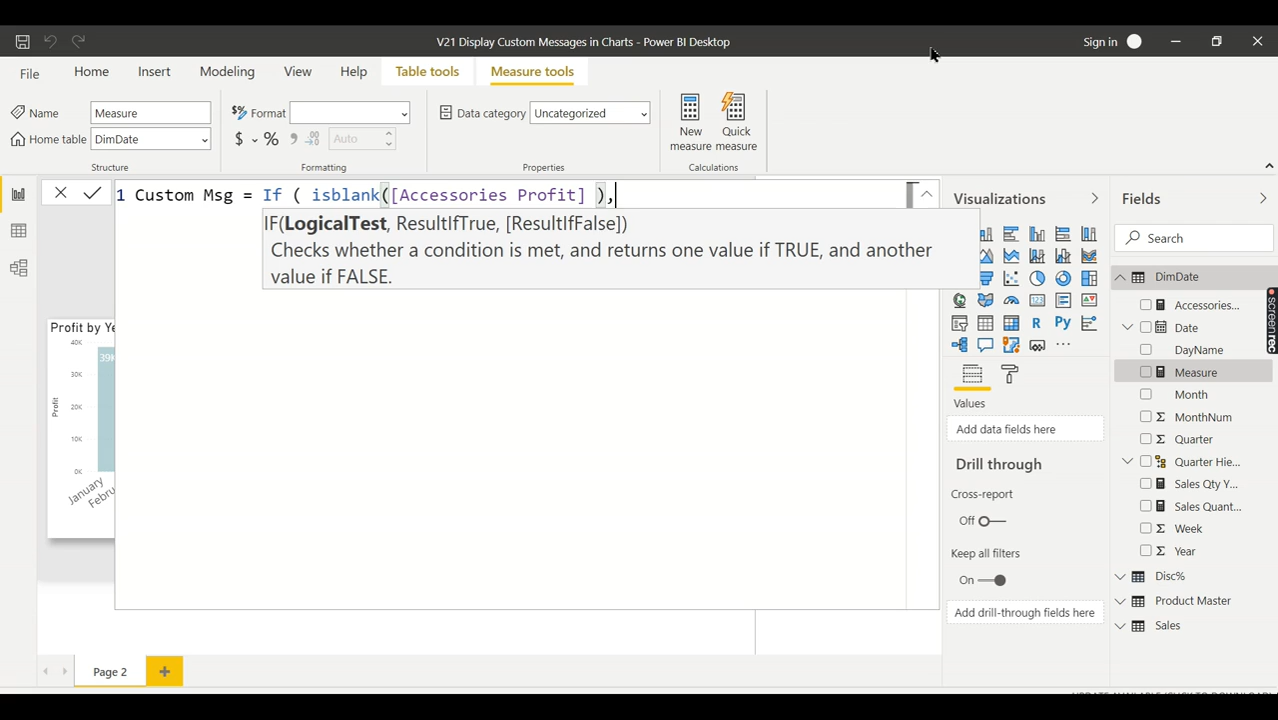 V21 Display Custom Messages in Charts - Power BI Desktop
Sign in
File Home Insert Modeling View Help Table tools Measure tools
Name Measure
Home table DimDate
Structure
Format
$ % 9 Auto
Formatting
Data category Uncategorized
Properties
New measure
Quick measure
Calculations
1 Custom Msg = If ( isblank([Accessories Profit] ),
IF(LogicalTest, ResultIfTrue, [ResultIfFalse])
Checks whether a condition is met, and returns one value if TRUE, and another
value if FALSE.
Profit by Ye
40K
39K
30K
20K
10K
0K
Profit
January
Febru
Visualizations
R Py
Values
Add data fields here
Drill through
Cross-report
Off
Keep all filters
On
Add drill-through fields here
Fields
Search
DimDate
Accessories...
Date
DayName
Measure
Month
MonthNum
Quarter
Quarter Hie...
Sales Qty Y...
Sales Quant...
Week
Year
Disc%
Product Master
Sales
screenrec
Page 2